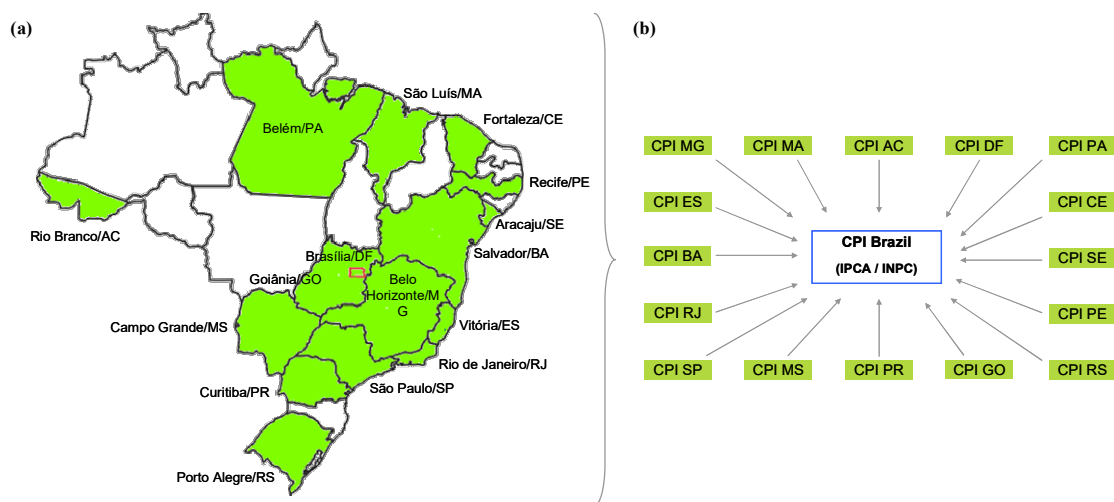 (a)
São Luís/MA
Fortaleza/CE
Belém/PA
Recife/PE
Aracaju/SE
Rio Branco/AC
Salvador/BA
Brasília/DF
Goiânia/GO
Belo
Horizonte/M
G
Campo Grande/MS
Vitória/ES
Rio de Janeiro/RJ
Curitiba/PR
São Paulo/SP
Porto Alegre/RS
(b)
CPI MG
CPI MA
CPI AC
CPI DF
CPI PA
CPI ES
CPI CE
CPI Brazil
(IPCA / INPC)
CPI BA
CPI SE
CPI RJ
CPI PE
CPI SP
CPI MS
CPI PR
CPI GO
CPI RS